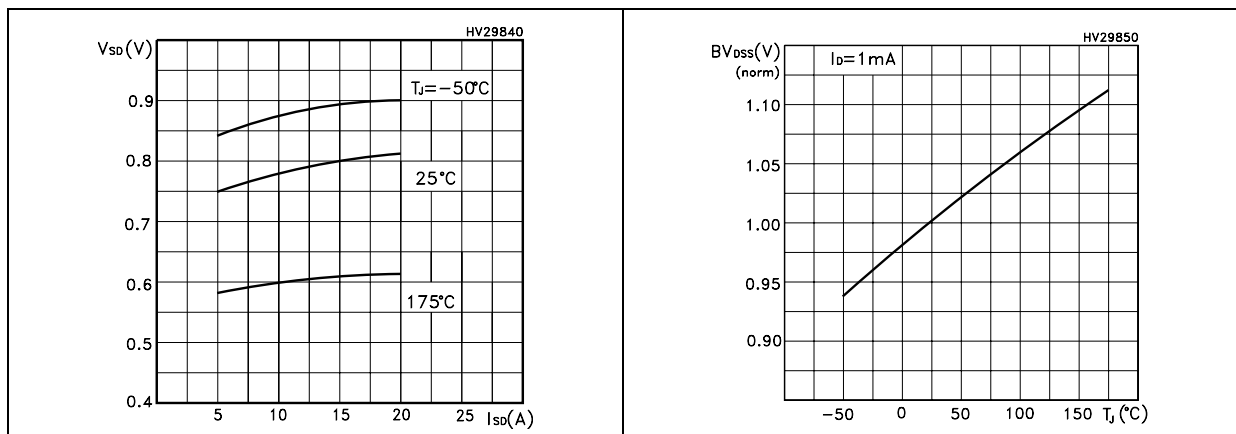 HV29840
VSD(V)
TJ=-50°C
0.9
0.8
25°C
0.7
0.6
175°C
0.5
0.4
5 10 15 20 25 ISD(A)
HV29850
BVDSS(V)
(norm)
ID=1mA
1.10
1.05
1.00
0.95
0.90
-50 0 50 100 150 TJ(°C)